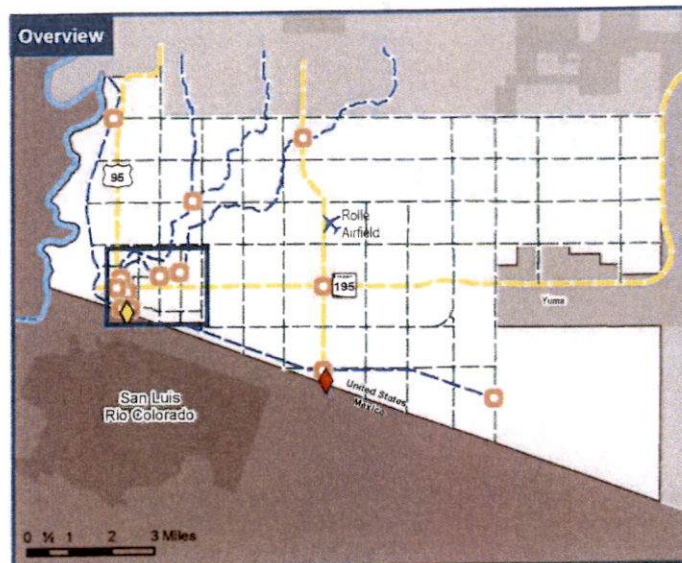 Overview
95
Rolle
Airfield
195
Yuma
United States
Mexico
San Luis
Rio Colorado
0 ½ 1 2 3 Miles